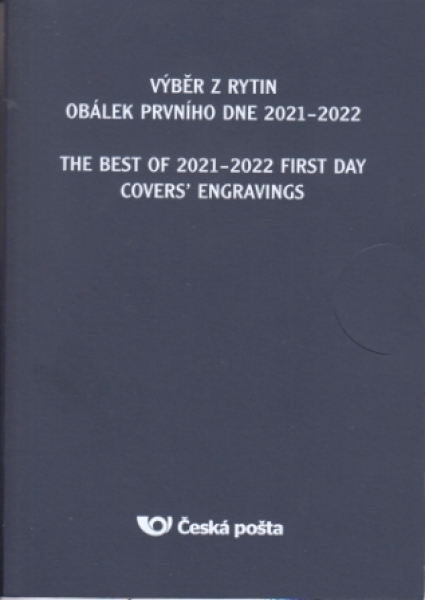 VÝBĚR Z RYTIN
OBÁLEK PRVNÍHO DNE 2021–2022
THE BEST OF 2021–2022 FIRST DAY
COVERS’ ENGRAVINGS
Česká pošta